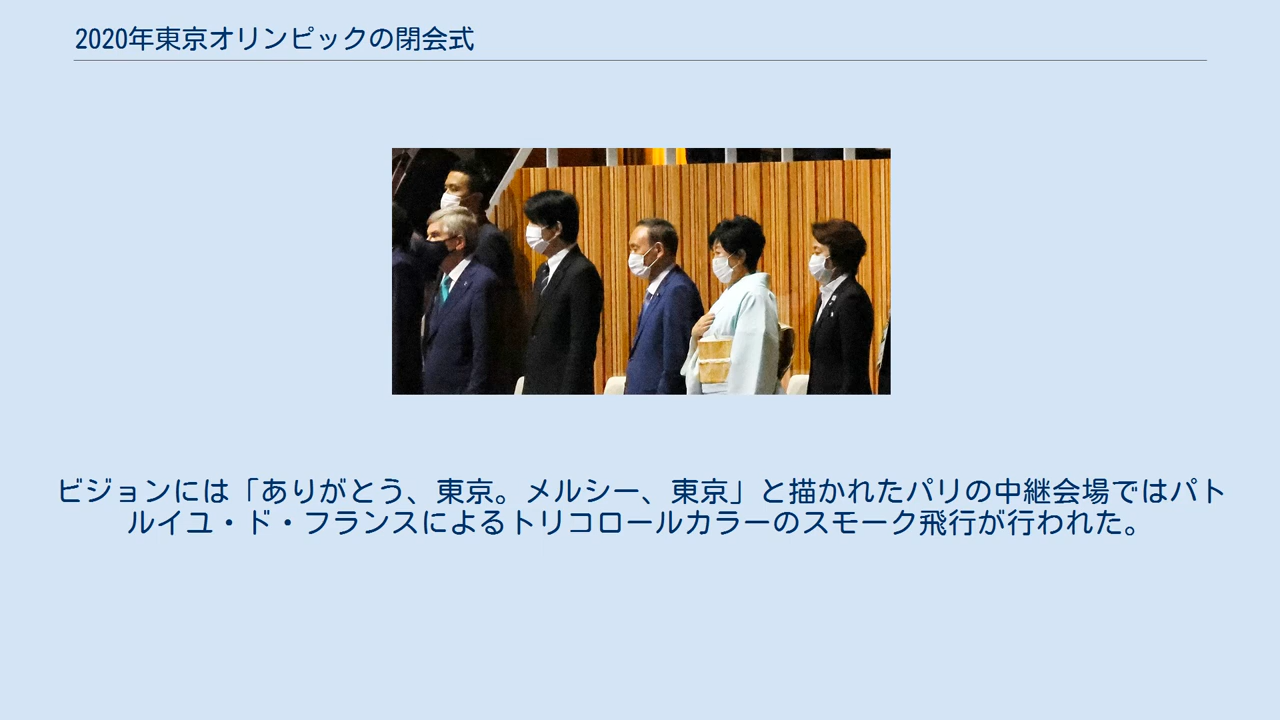 2020年東京オリンピックの閉会式
ビジョンには「ありがとう、東京。メルシー、東京」と描かれたパリの中継会場ではパト
ルイユ・ド・フランスによるトリコロールカラーのスモーク飛行が行われた。